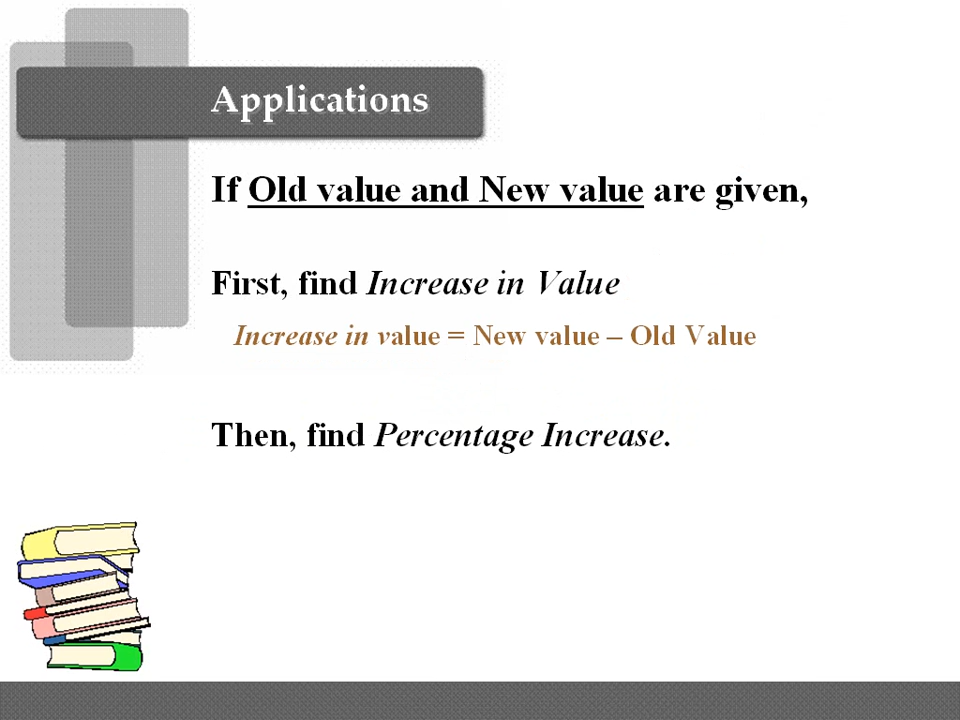 Applications
If Old value and New value are given,
First, find Increase in Value
Increase in value = New value – Old Value
Then, find Percentage Increase.